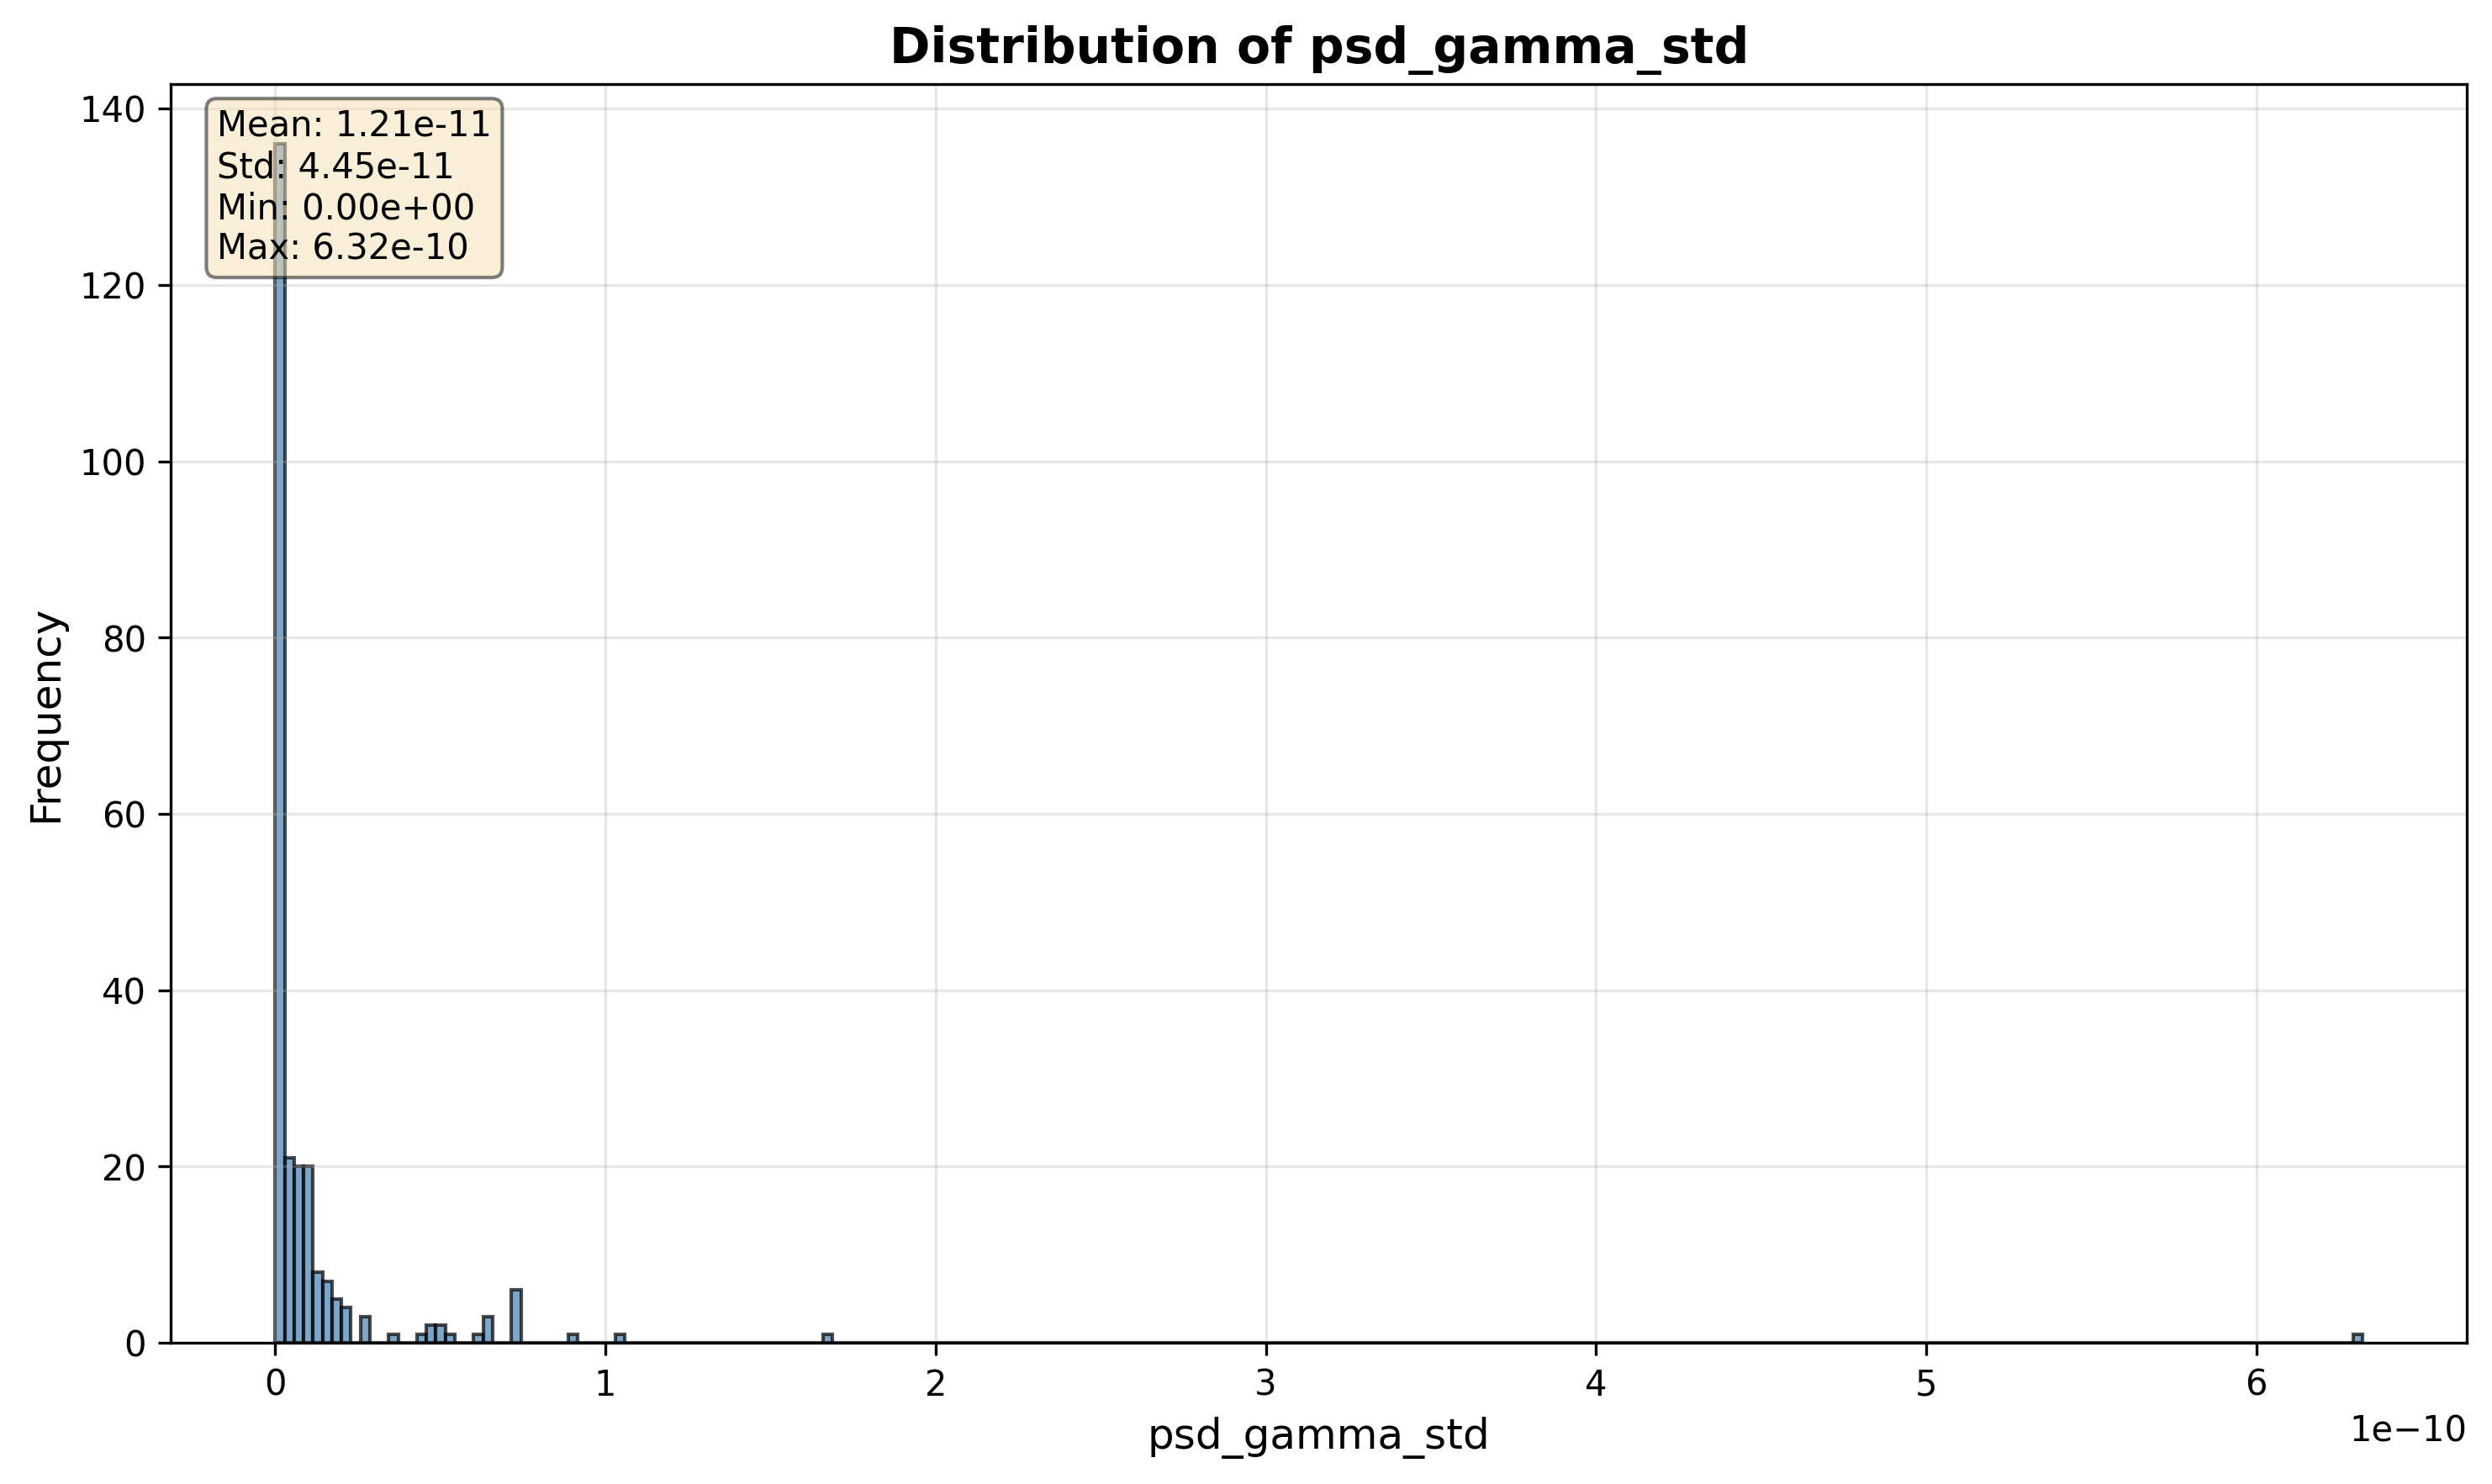 Distribution of psd_gamma_std
Mean: 1.21e-11
Std: 4.45e-11
Min: 0.00e+00
Max: 6.32e-10
140
120
100
80
60
40
20
0
Frequency
0 1 2 3 4 5 6
1e−10
psd_gamma_std